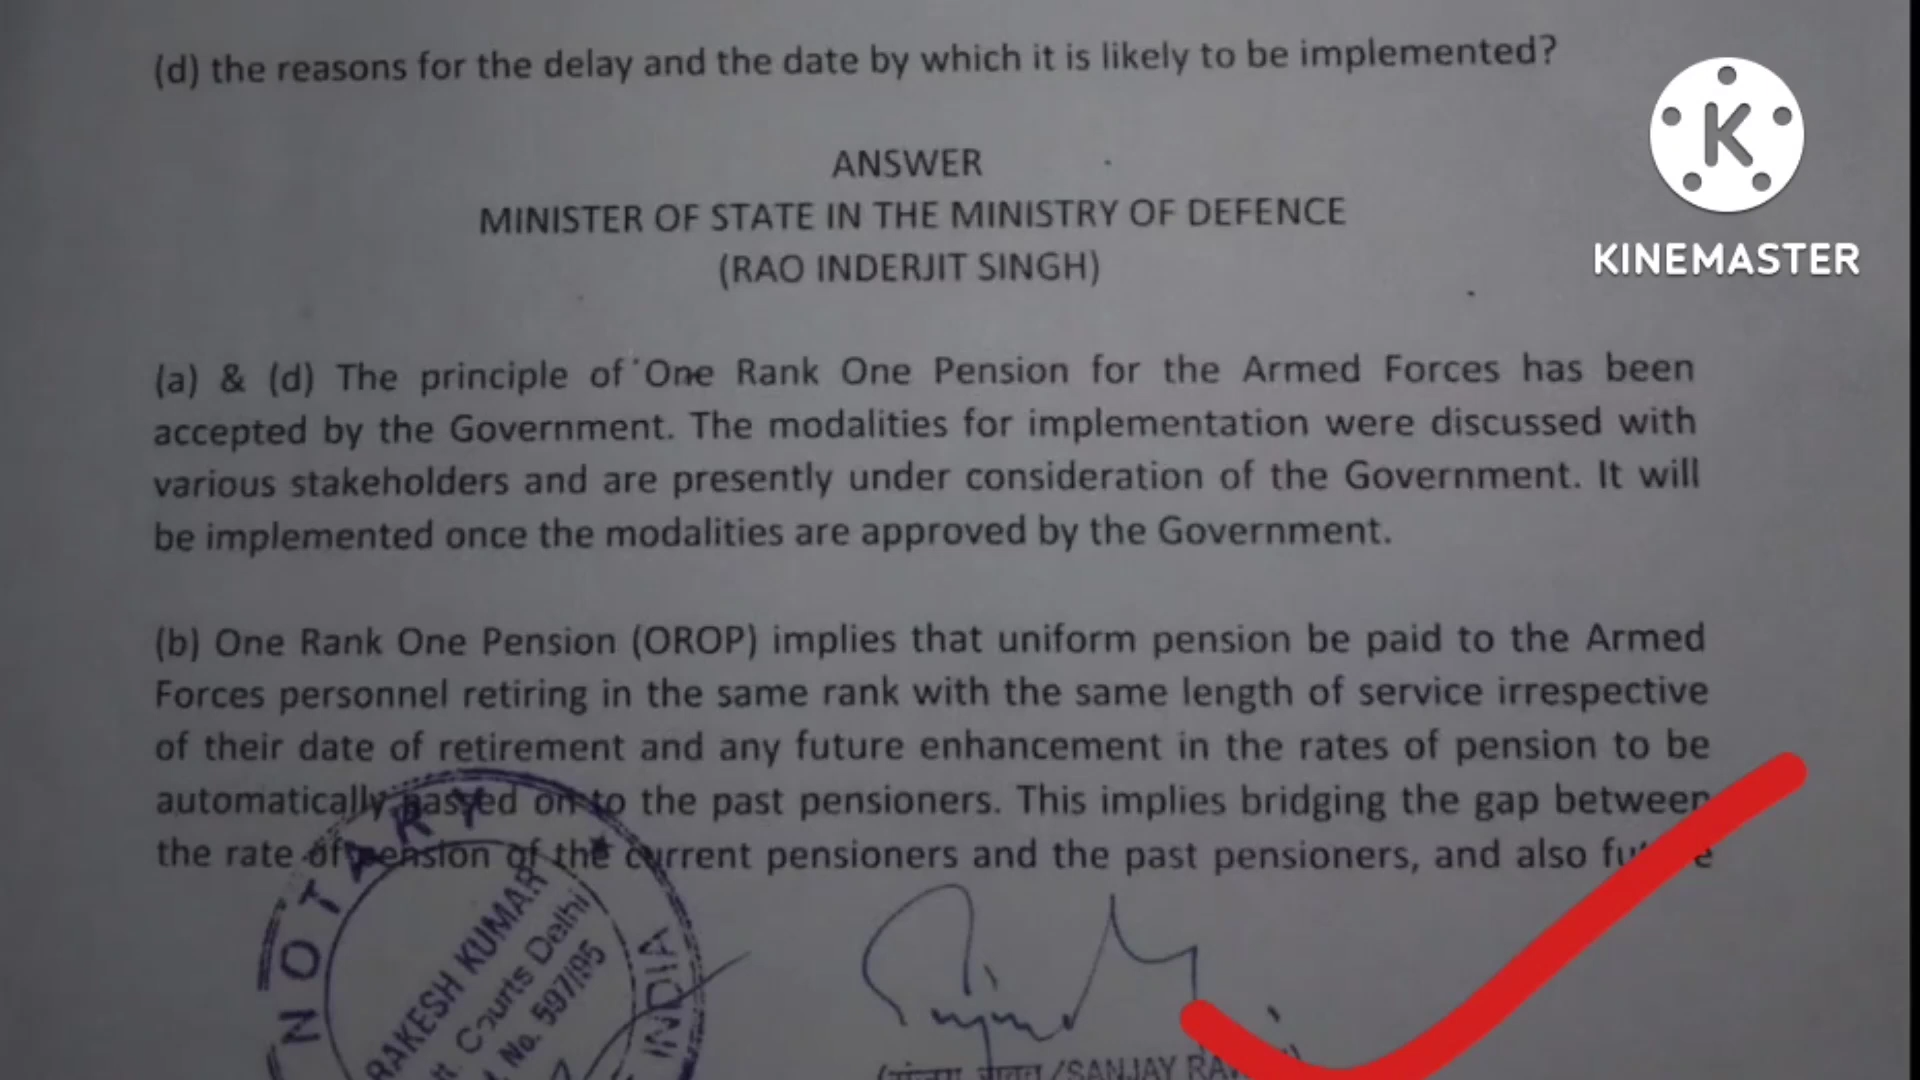 (d) the reasons for the delay and the date by which it is likely to be implemented?
K
KINEMASTER
ANSWER
MINISTER OF STATE IN THE MINISTRY OF DEFENCE
(RAO INDERJIT SINGH)
(a) & (d) The principle of One Rank One Pension for the Armed Forces has been
accepted by the Government. The modalities for implementation were discussed with
various stakeholders and are presently under consideration of the Government. It will
be implemented once the modalities are approved by the Government.
(b) One Rank One Pension (OROP) implies that uniform pension be paid to the Armed
Forces personnel retiring in the same rank with the same length of service irrespective
of their date of retirement and any future enhancement in the rates of pension to be
automatically passed on to the past pensioners. This implies bridging the gap between
the rate of pension of the current pensioners and the past pensioners, and also future
NOTARY
RAKESH KUMAR
Courts Delhi
No. 597/95
INDIA
/SANJAY